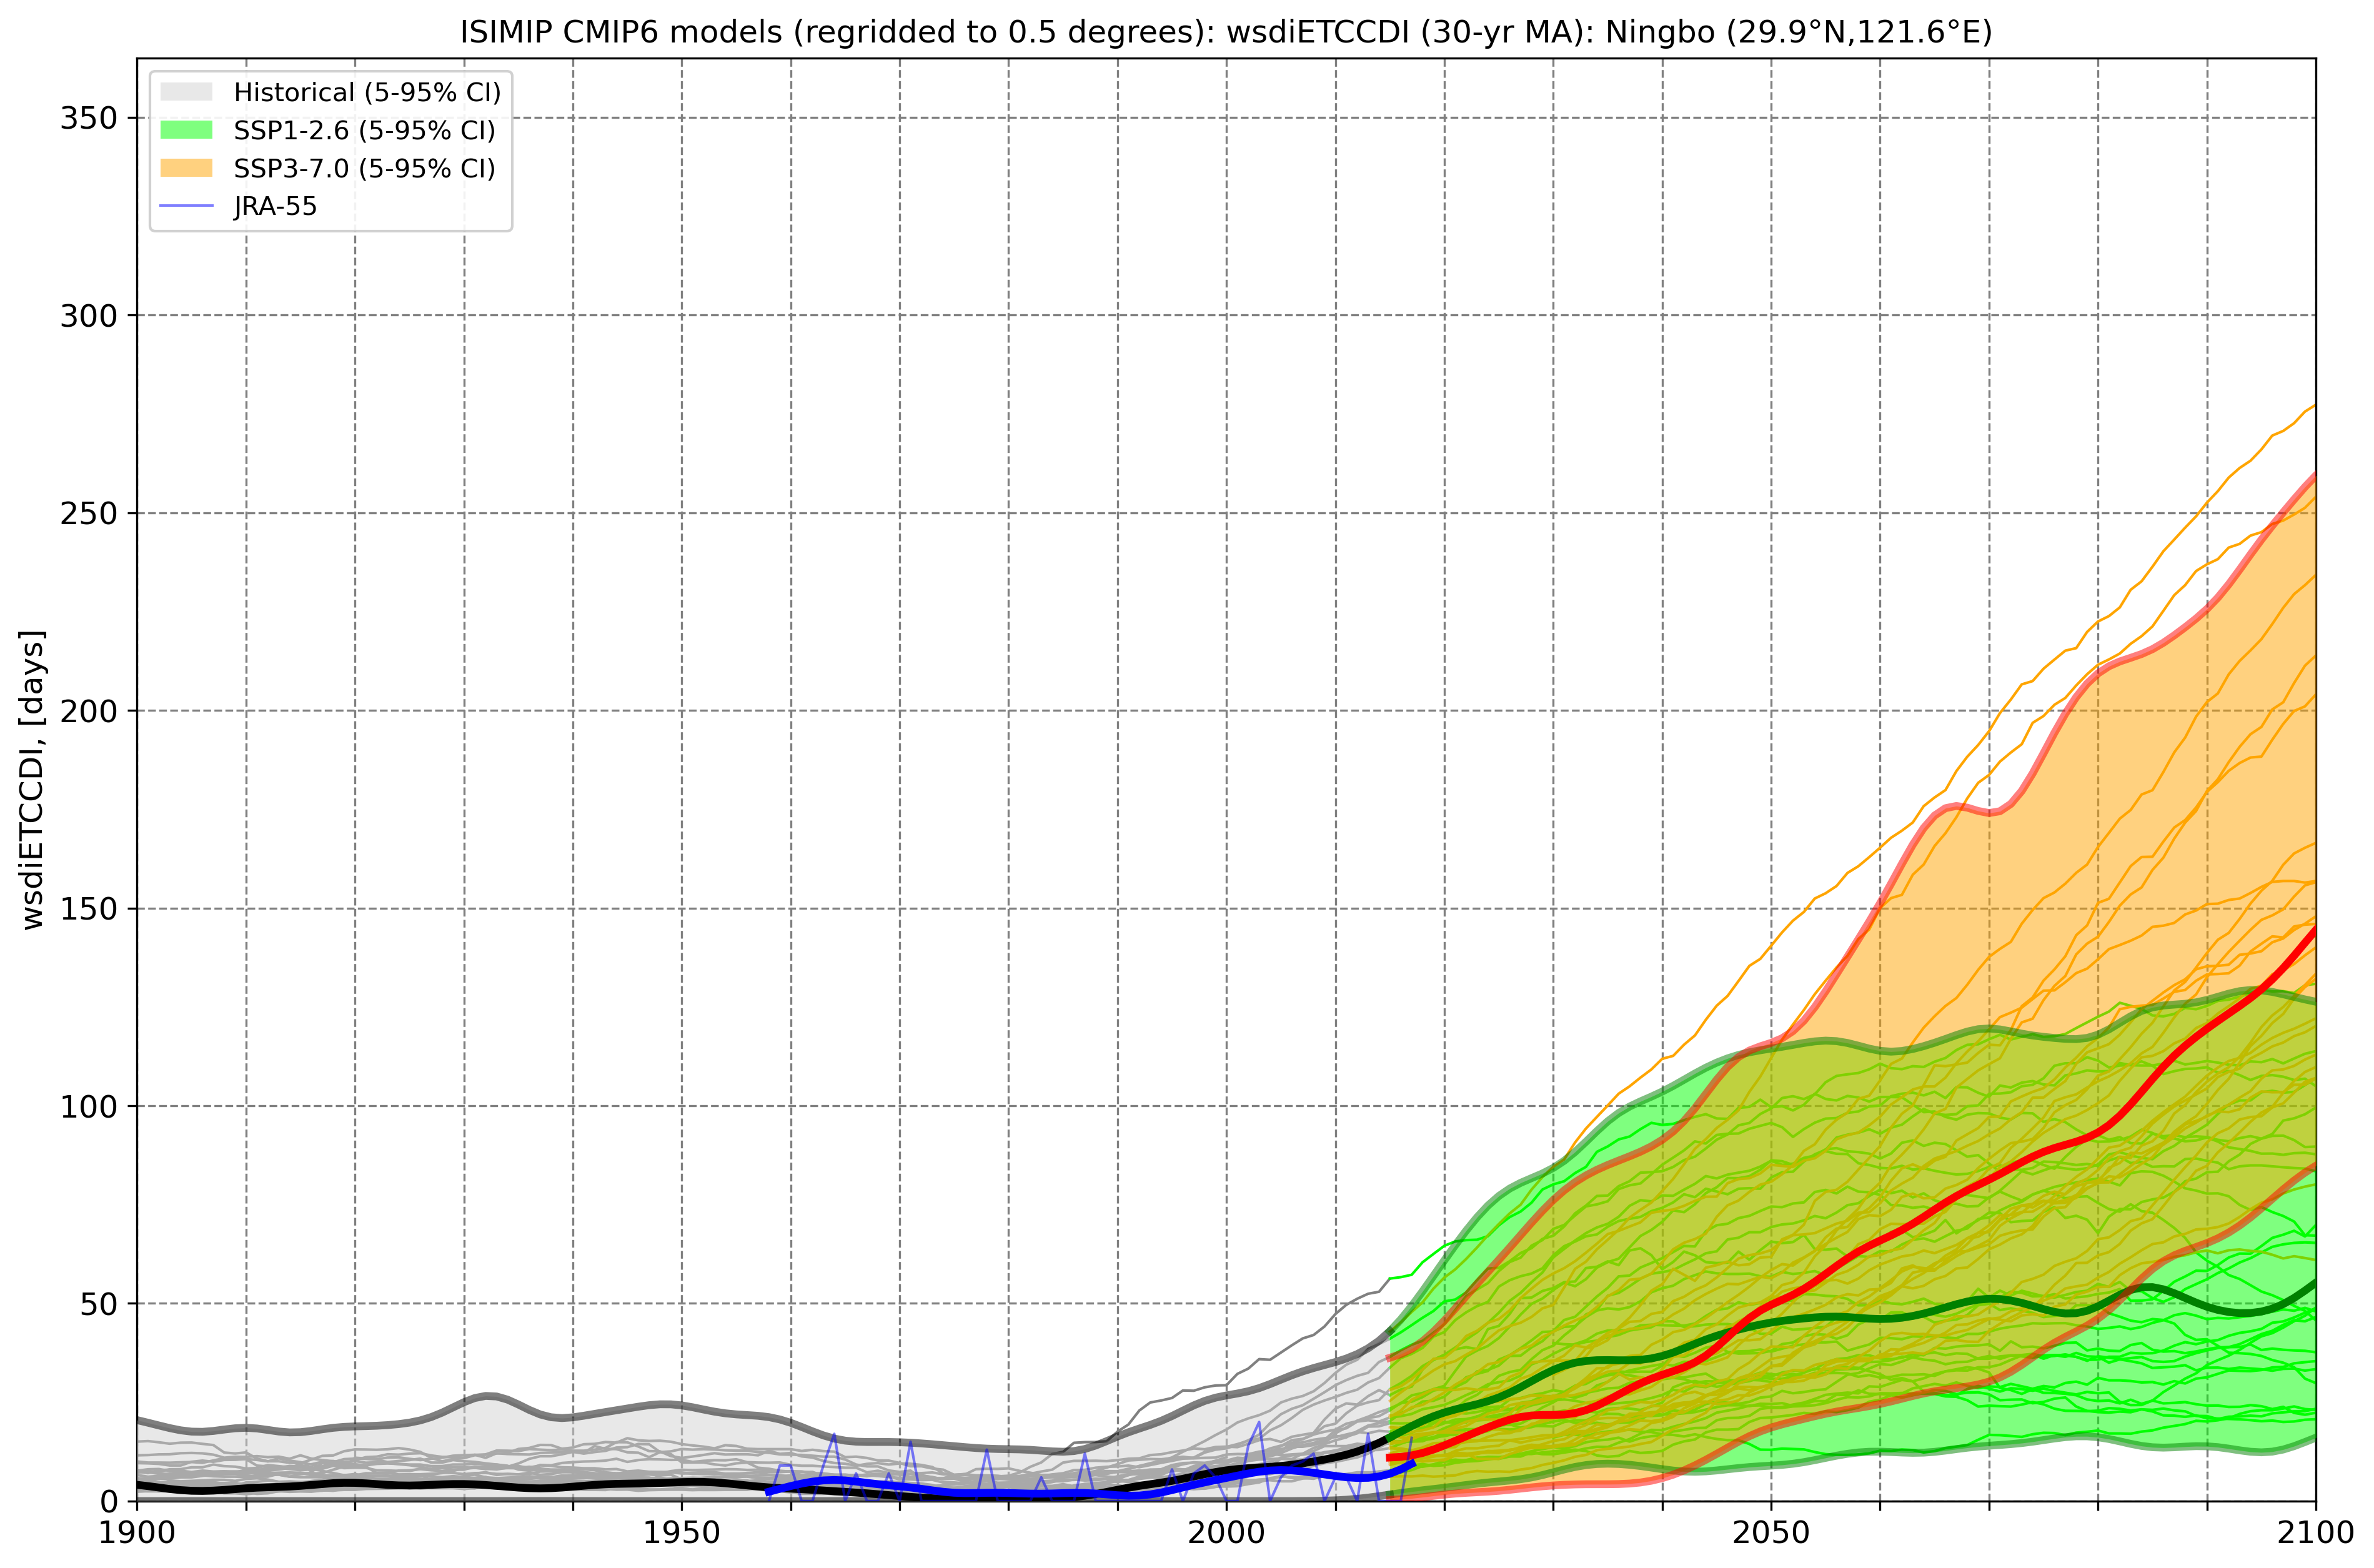 ISIMIP CMIP6 models (regridded to 0.5 degrees): wsdiETCCDI (30-yr MA): Ningbo (29.9°N,121.6°E)
Historical (5-95% CI)
SSP1-2.6 (5-95% CI)
SSP3-7.0 (5-95% CI)
JRA-55
wsdiETCCDI, [days]
350
300
250
200
150
100
50
0
1900
1950
2000
2050
2100